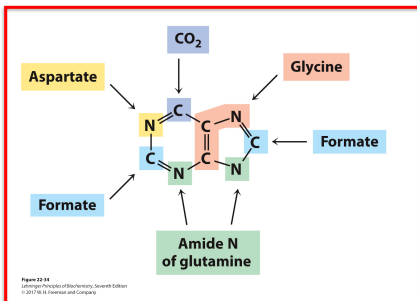 CO2
Aspartate
Glycine
C
N
N
C
C
Formate
C
C
N
N
Formate
Amide N
of glutamine
Figure 22-34
Lehninger Principles of Biochemistry, Seventh Edition
© 2017 W. H. Freeman and Company